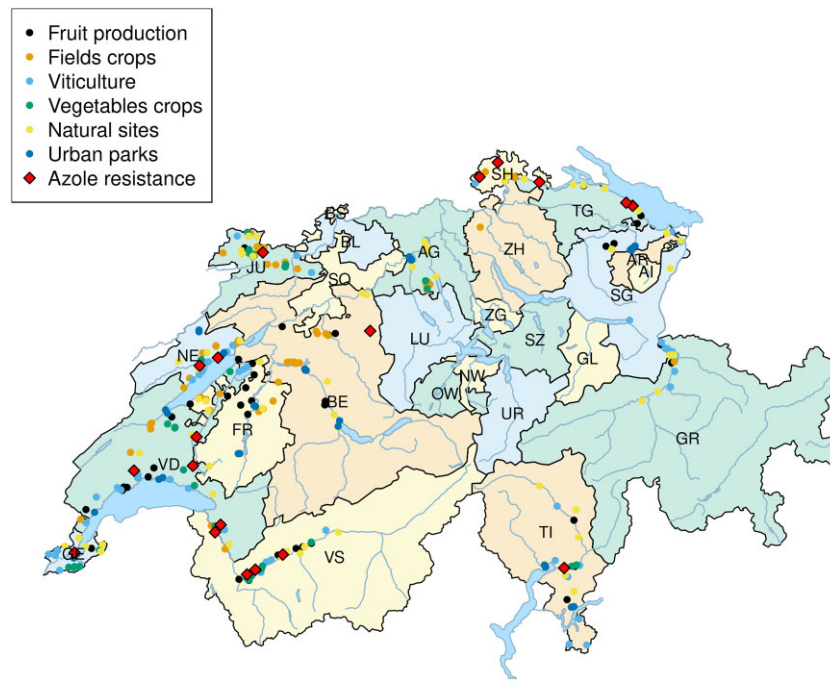 Fruit production
Fields crops
Viticulture
Vegetables crops
Natural sites
Urban parks
Azole resistance
SH
BS
TG
BL
AG
ZH
JU
AR
AI
SO
SG
ZG
NE
LU
SZ
GL
NW
OW
BE
UR
FR
GR
VD
TI
GE
VS